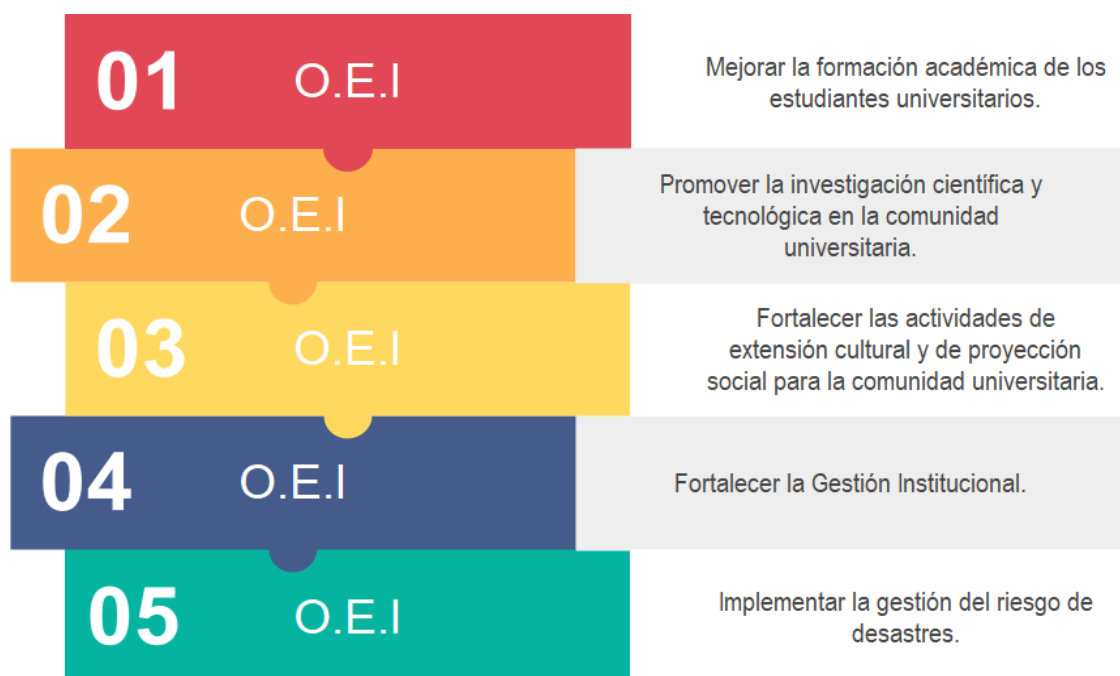 01
O.E.I
Mejorar la formación académica de los
estudiantes universitarios.
02
O.E.I
Promover la investigación científica y
tecnológica en la comunidad
universitaria.
03
O.E.I
Fortalecer las actividades de
extensión cultural y de proyección
social para la comunidad universitaria.
04
O.E.I
Fortalecer la Gestión Institucional.
05
O.E.I
Implementar la gestión del riesgo de
desastres.